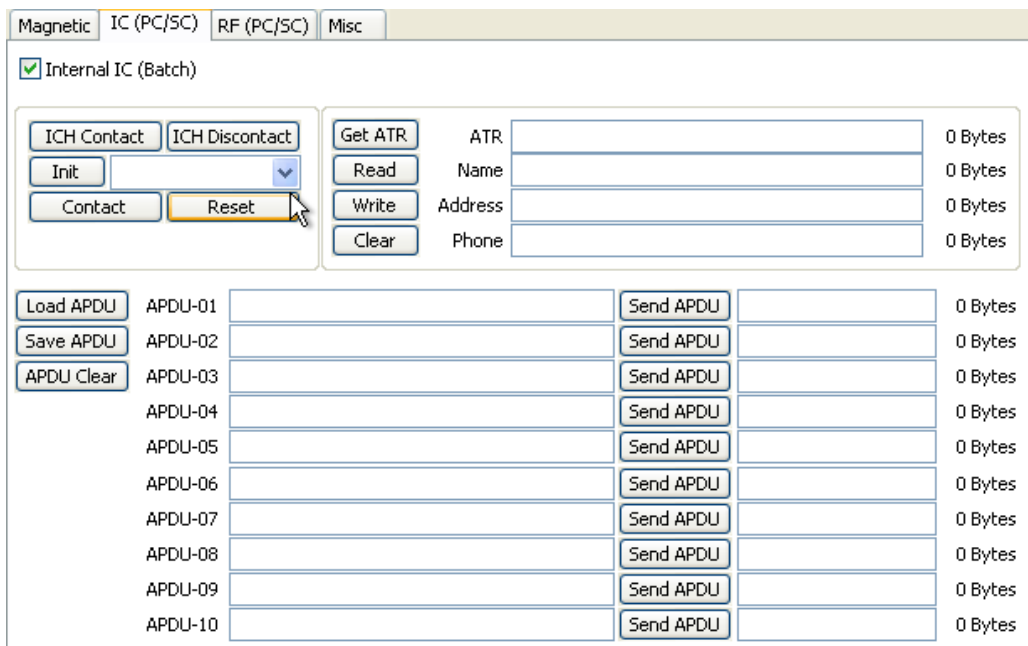 Magnetic IC (PC/SC) RF (PC/SC) Misc
Internal IC (Batch)
ICH Contact ICH Discontact
Init
Contact Reset
Get ATR ATR 0 Bytes
Read Name 0 Bytes
Write Address 0 Bytes
Clear Phone 0 Bytes
Load APDU APDU-01 Send APDU 0 Bytes
Save APDU APDU-02 Send APDU 0 Bytes
APDU Clear APDU-03 Send APDU 0 Bytes
APDU-04 Send APDU 0 Bytes
APDU-05 Send APDU 0 Bytes
APDU-06 Send APDU 0 Bytes
APDU-07 Send APDU 0 Bytes
APDU-08 Send APDU 0 Bytes
APDU-09 Send APDU 0 Bytes
APDU-10 Send APDU 0 Bytes